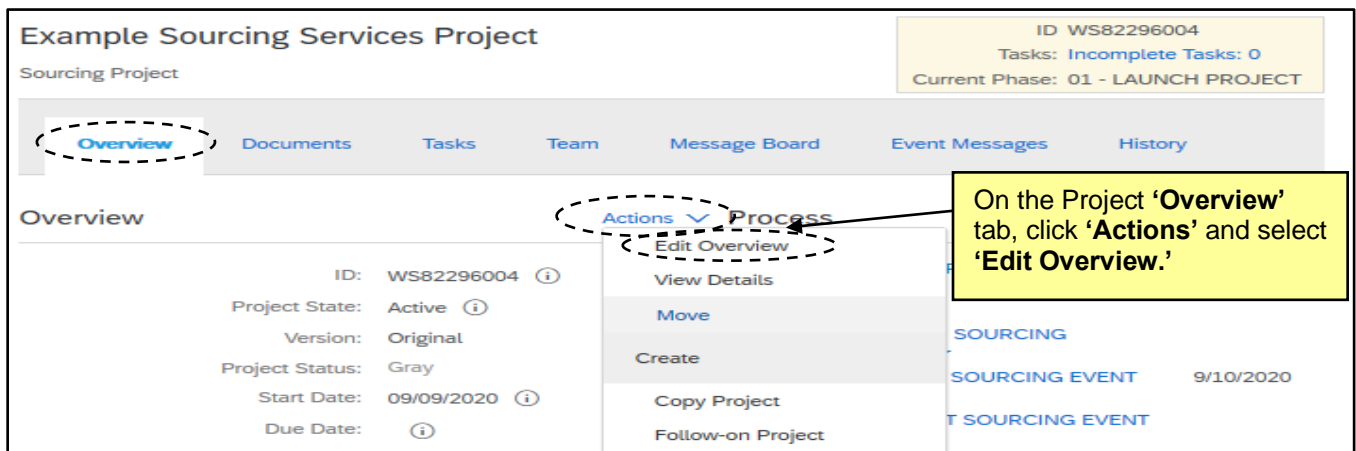 Example Sourcing Services Project
ID WS82296004
Tasks: Incomplete Tasks: 0
Sourcing Project
Current Phase: 01 - LAUNCH PROJECT
Overview Documents Tasks Team Message Board Event Messages History
On the Project ‘Overview’
tab, click ‘Actions’ and select
‘Edit Overview.’
Overview Actions Process
Edit Overview
ID: WS82296004
View Details
Project State: Active
Move
Version: Original
SOURCING
Create
Project Status: Gray
SOURCING EVENT 9/10/2020
Start Date: 09/09/2020
Copy Project
Due Date:
T SOURCING EVENT
Follow-on Project